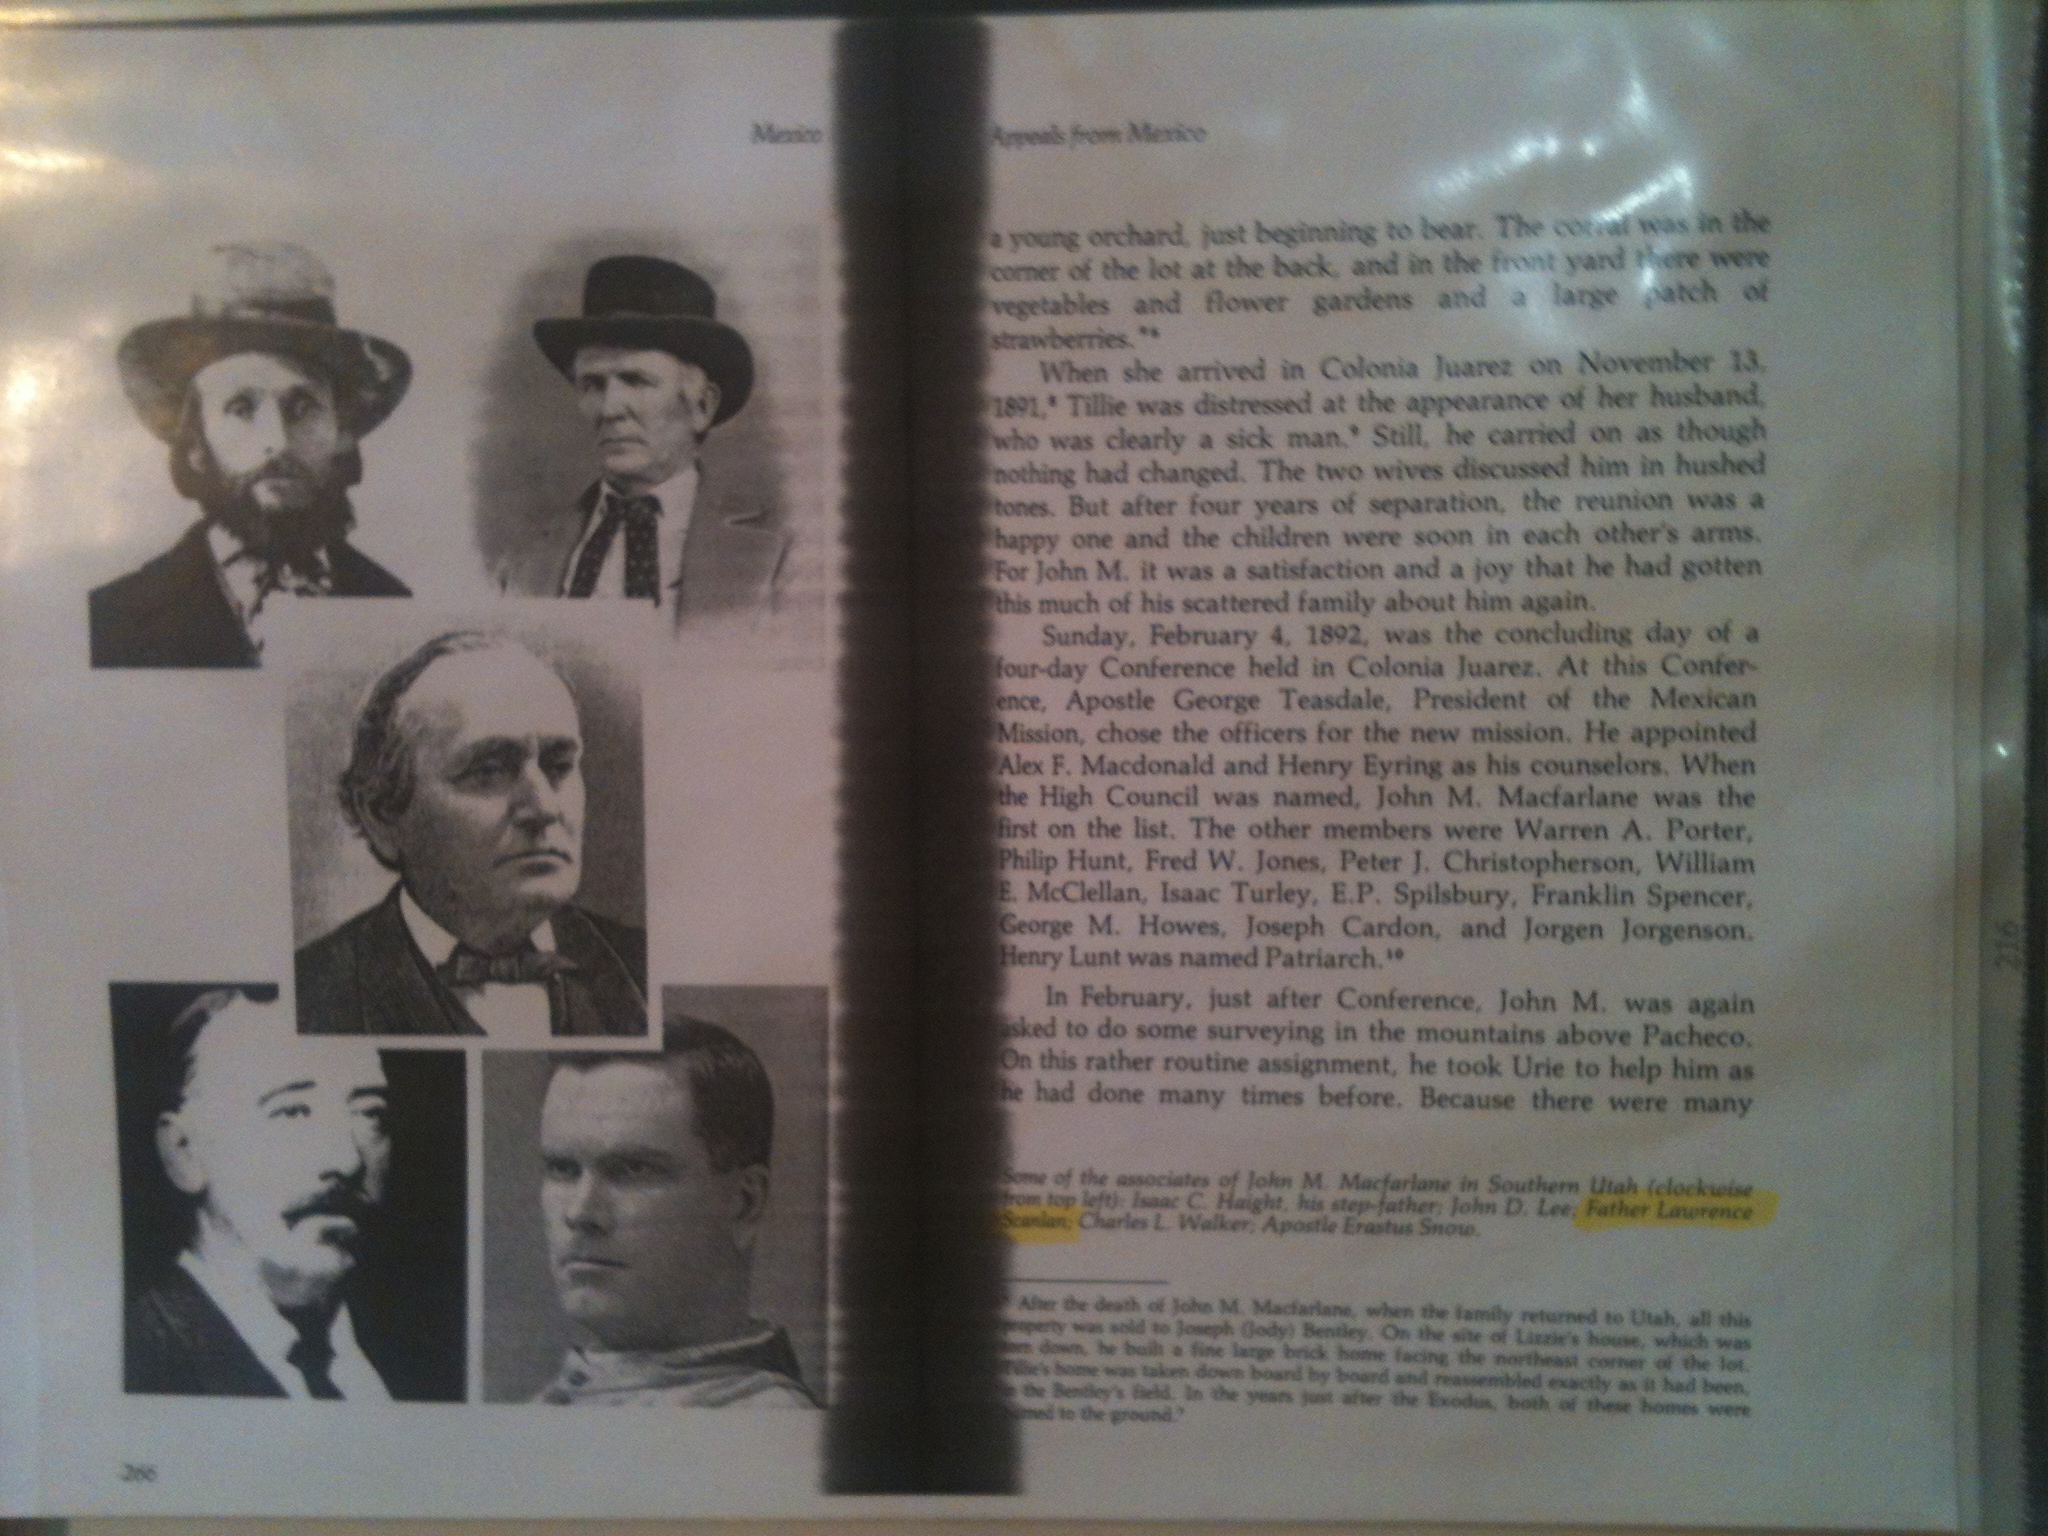 Mexico
266
Appeals from Mexico
a young orchard, just beginning to bear. The corral was in the
corner of the lot at the back, and in the front yard there were
vegetables and flower gardens and a large patch of
strawberries.
When she arrived in Colonia Juarez on November 13,
1891,⁸ Tillie was distressed at the appearance of her husband,
who was clearly a sick man.⁹ Still, he carried on as though
nothing had changed. The two wives discussed him in hushed
tones. But after four years of separation, the reunion was a
happy one and the children were soon in each other's arms.
For John M. it was a satisfaction and a joy that he had gotten
this much of his scattered family about him again.
Sunday, February 4, 1892, was the concluding day of a
four-day Conference held in Colonia Juarez. At this Confer-
ence, Apostle George Teasdale, President of the Mexican
Mission, chose the officers for the new mission. He appointed
Alex F. Macdonald and Henry Eyring as his counselors. When
the High Council was named, John M. Macfarlane was the
first on the list. The other members were Warren A. Porter,
Philip Hunt, Fred W. Jones, Peter J. Christopherson, William
E. McClellan, Isaac Turley, E.P. Spilsbury, Franklin Spencer,
George M. Howes, Joseph Cardon, and Jorgen Jorgenson.
Henry Lunt was named Patriarch.¹⁰
In February, just after Conference, John M. was again
asked to do some surveying in the mountains above Pacheco.
On this rather routine assignment, he took Urie to help him as
he had done many times before. Because there were many
Some of the associates of John M. Macfarlane in Southern Utah (clockwise
from top left): Isaac C. Haight, his step-father; John D. Lee; Father Lawrence
Scanlan; Charles L. Walker; Apostle Erastus Snow.
After the death of John M. Macfarlane, when the family returned to Utah, all this
property was sold to Joseph (Jody) Bentley. On the site of Lizzie's house, which was
torn down, he built a fine large brick home facing the northeast corner of the lot.
Tillie's home was taken down board by board and reassembled exactly as it had been,
in the Bentley's field. In the years just after the Exodus, both of these homes were
to the ground.⁷
216